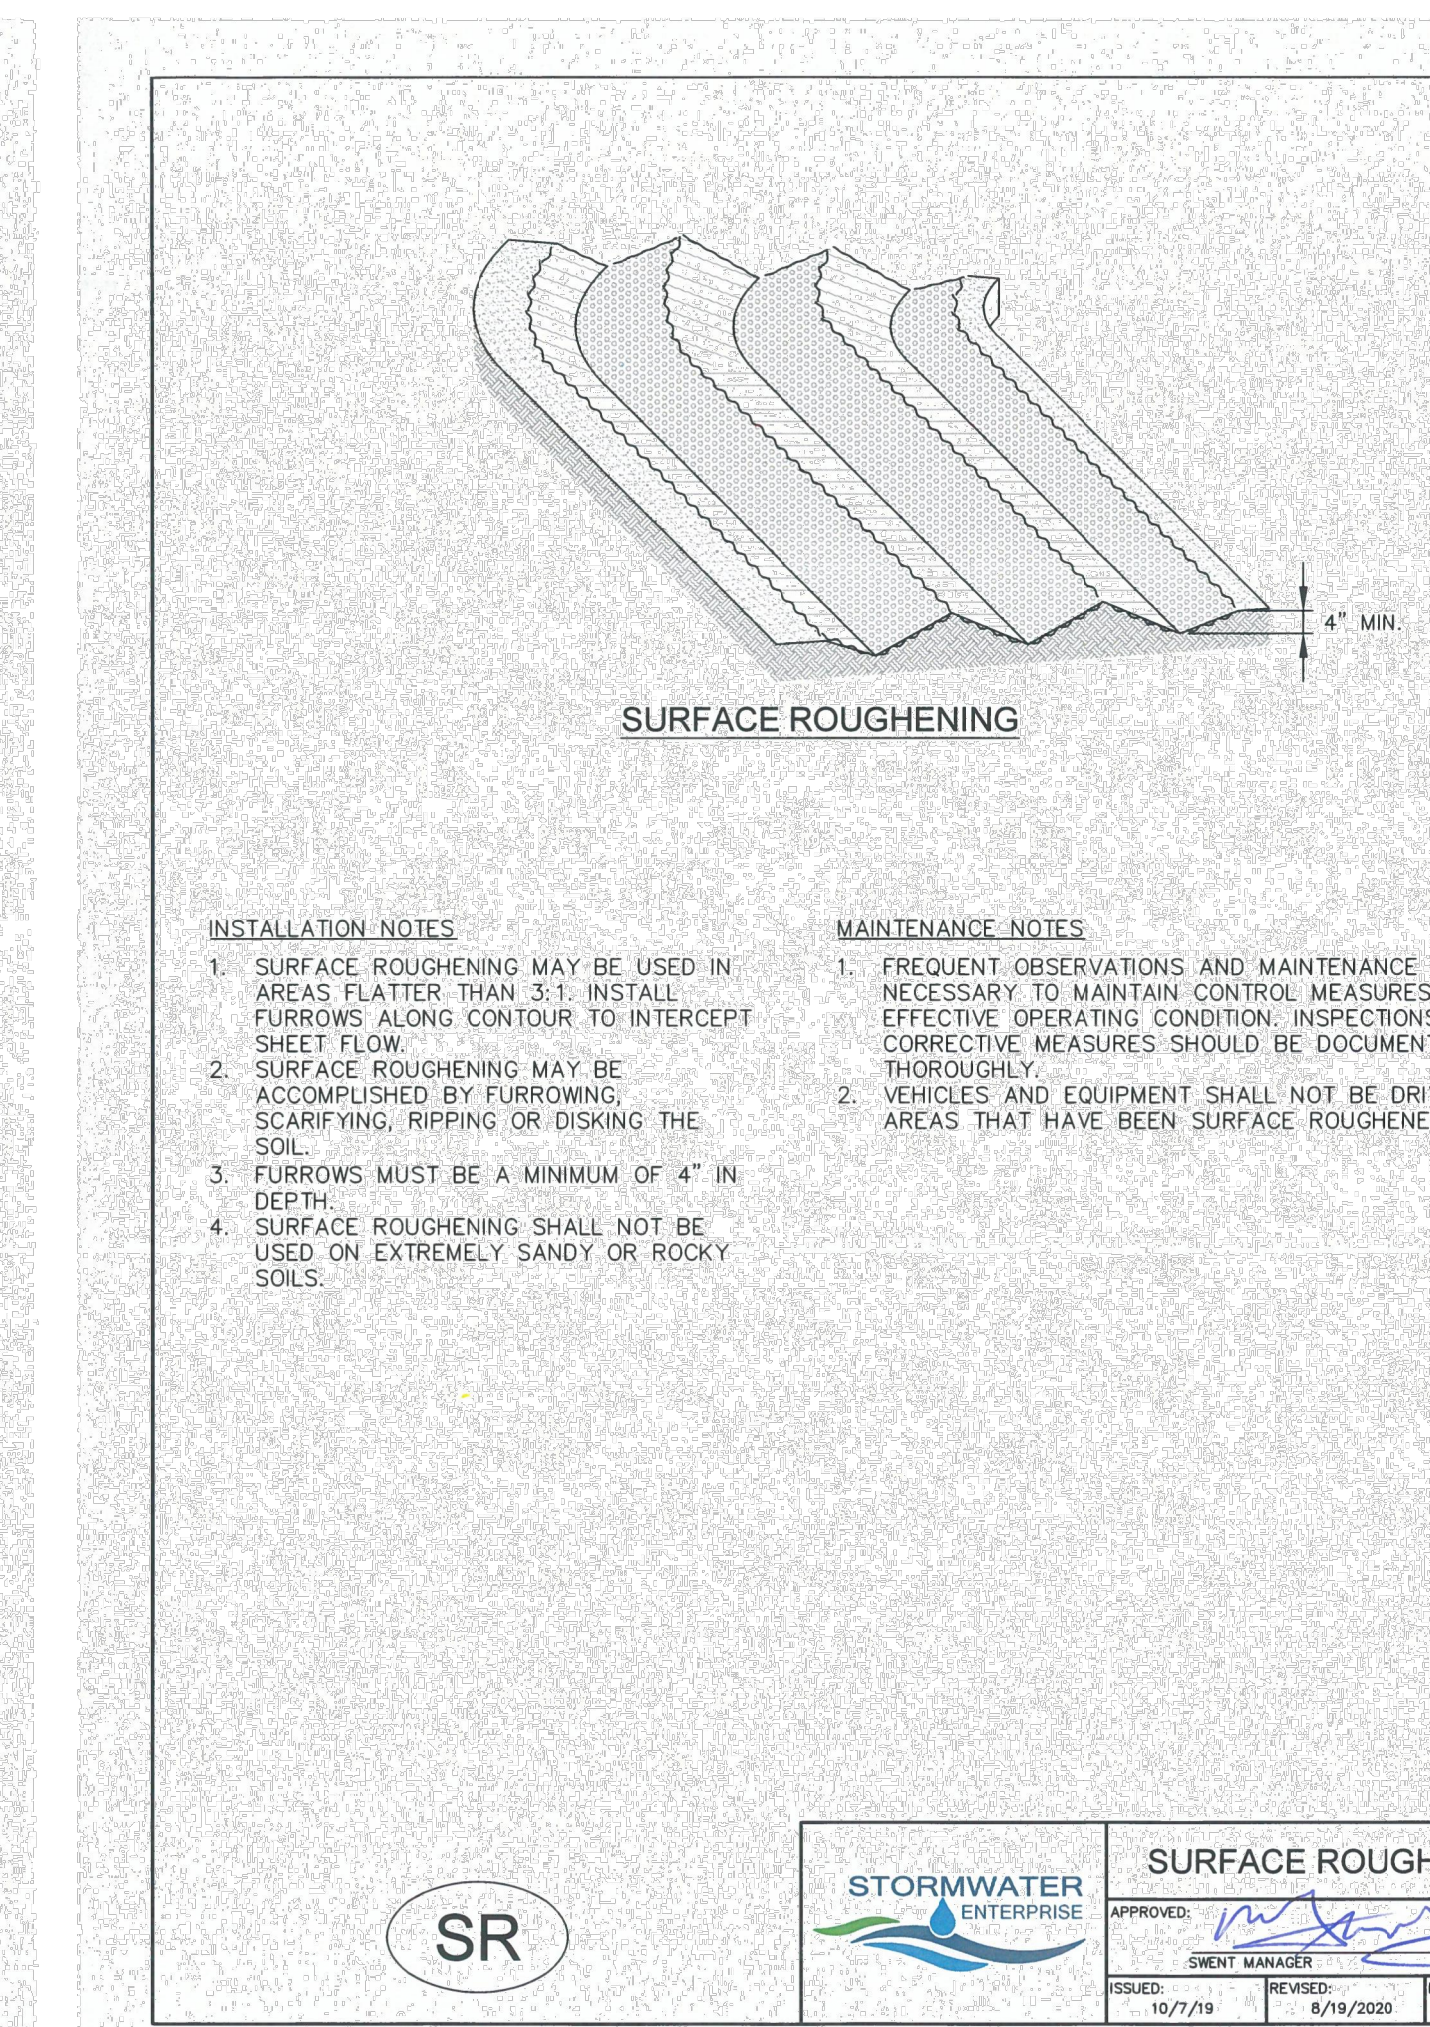 4" MIN.
SURFACE ROUGHENING
INSTALLATION NOTES
1. SURFACE ROUGHENING MAY BE USED IN
AREAS FLATTER THAN 3:1. INSTALL
FURROWS ALONG CONTOUR TO INTERCEPT
SHEET FLOW.
2. SURFACE ROUGHENING MAY BE
ACCOMPLISHED BY FURROWING,
SCARIFYING, RIPPING OR DISKING THE
SOIL.
3. FURROWS MUST BE A MINIMUM OF 4" IN
DEPTH.
4. SURFACE ROUGHENING SHALL NOT BE
USED ON EXTREMELY SANDY OR ROCKY
SOILS.
MAINTENANCE NOTES
1. FREQUENT OBSERVATIONS AND MAINTENANCE
NECESSARY TO MAINTAIN CONTROL MEASURES
EFFECTIVE OPERATING CONDITION. INSPECTIONS
CORRECTIVE MEASURES SHOULD BE DOCUMENT
THOROUGHLY.
2. VEHICLES AND EQUIPMENT SHALL NOT BE DRI
AREAS THAT HAVE BEEN SURFACE ROUGHENE
SR
STORMWATER
ENTERPRISE
SURFACE ROUGH
APPROVED:
SWENT MANAGER
ISSUED:
10/7/19
REVISED:
8/19/2020